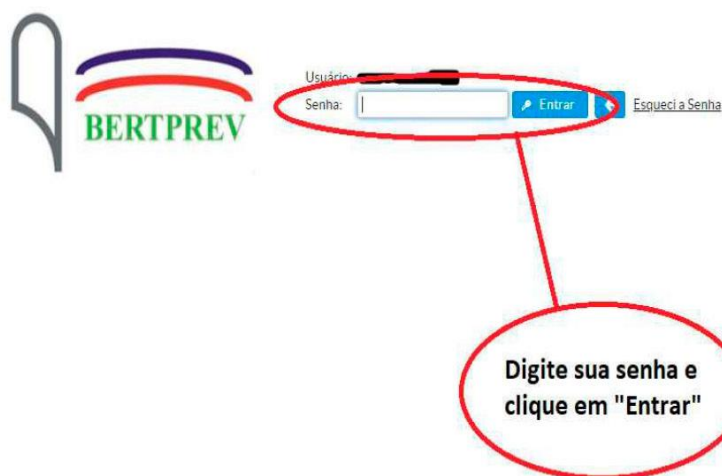 BERTPREV
Usuário:
Senha:
Entrar
Esqueci a Senha
Digite sua senha e
clique em "Entrar"